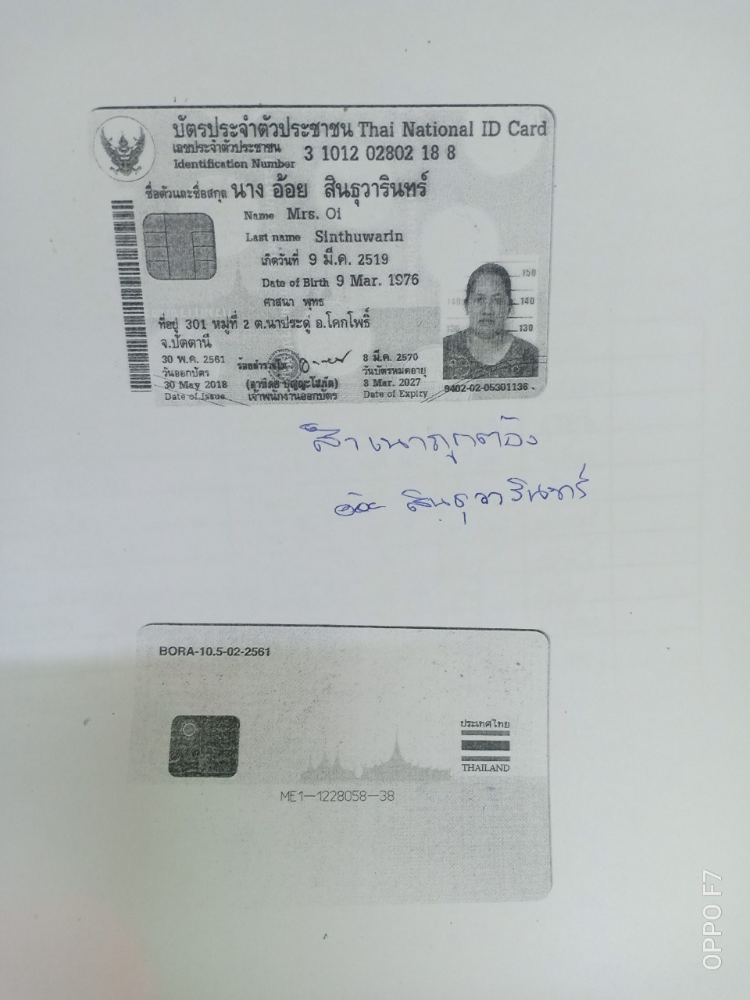 บัตรประจำตัวประชาชน Thai National ID Card
เลขประจำตัวประชาชน
Identification Number
3 1012 02802 18 8
ชื่อตัวและชื่อสกุล นาง อ้อย สินธุวารินทร์
Name Mrs. Oi
Last name Sinthuwarin
เกิดวันที่ 9 มี.ค. 2519
Date of Birth 9 Mar. 1976
ศาสนา พุทธ
ที่อยู่ 301 หมู่ที่ 2 ต.นาประดู่ อ.โคกโพธิ์
จ.ปัตตานี
30 พ.ค. 2561
วันออกบัตร
30 May 2018
Date of Issue
ร้อยตำรวจโท
เจ้าพนักงานออกบัตร
8 มี.ค. 2570
วันบัตรหมดอายุ
8 Mar. 2027
Date of Expiry
150
140
130
9402-02-05301136
สำเนาถูกต้อง
อ้อย สินธุวารินทร์
BORA-10.5-02-2561
ประเทศไทย
THAILAND
ME1-1228058-38
OPPO F7